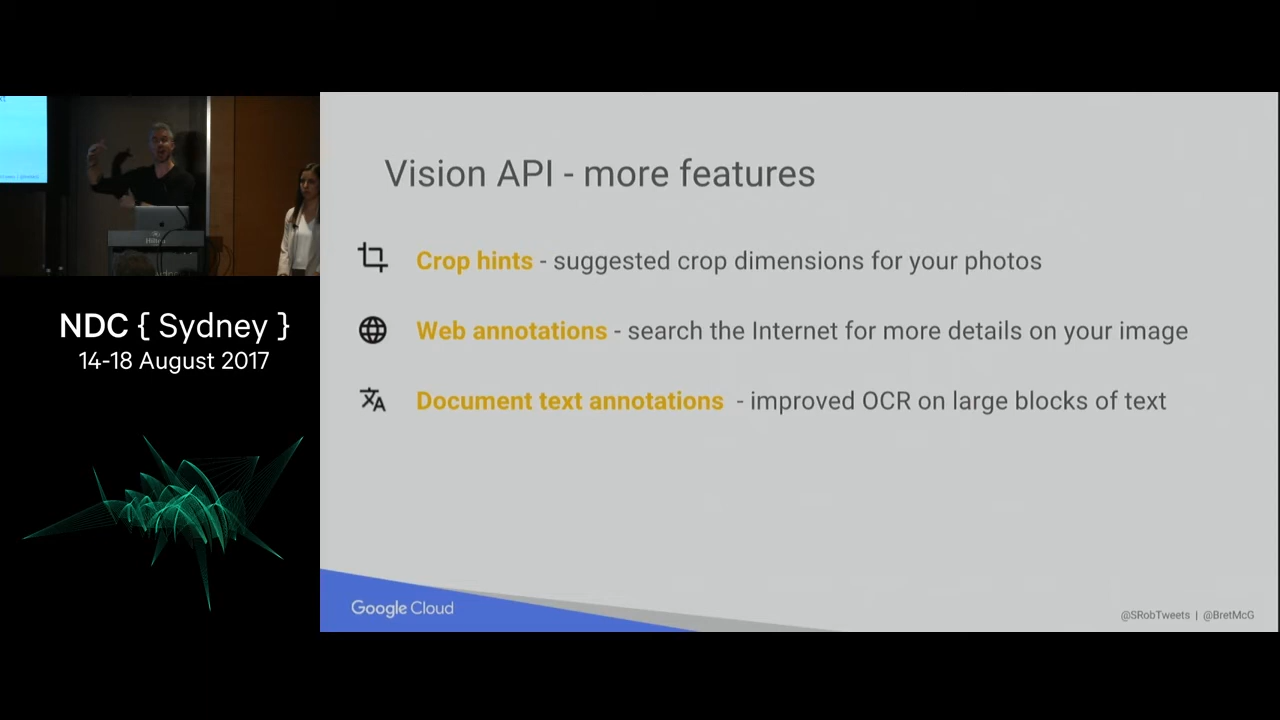 Vision API - more features
Crop hints - suggested crop dimensions for your photos
Web annotations - search the Internet for more details on your image
Document text annotations - improved OCR on large blocks of text
Google Cloud
@SRobTweets | @BretMcG
NDC { Sydney }
14-18 August 2017
Hilton